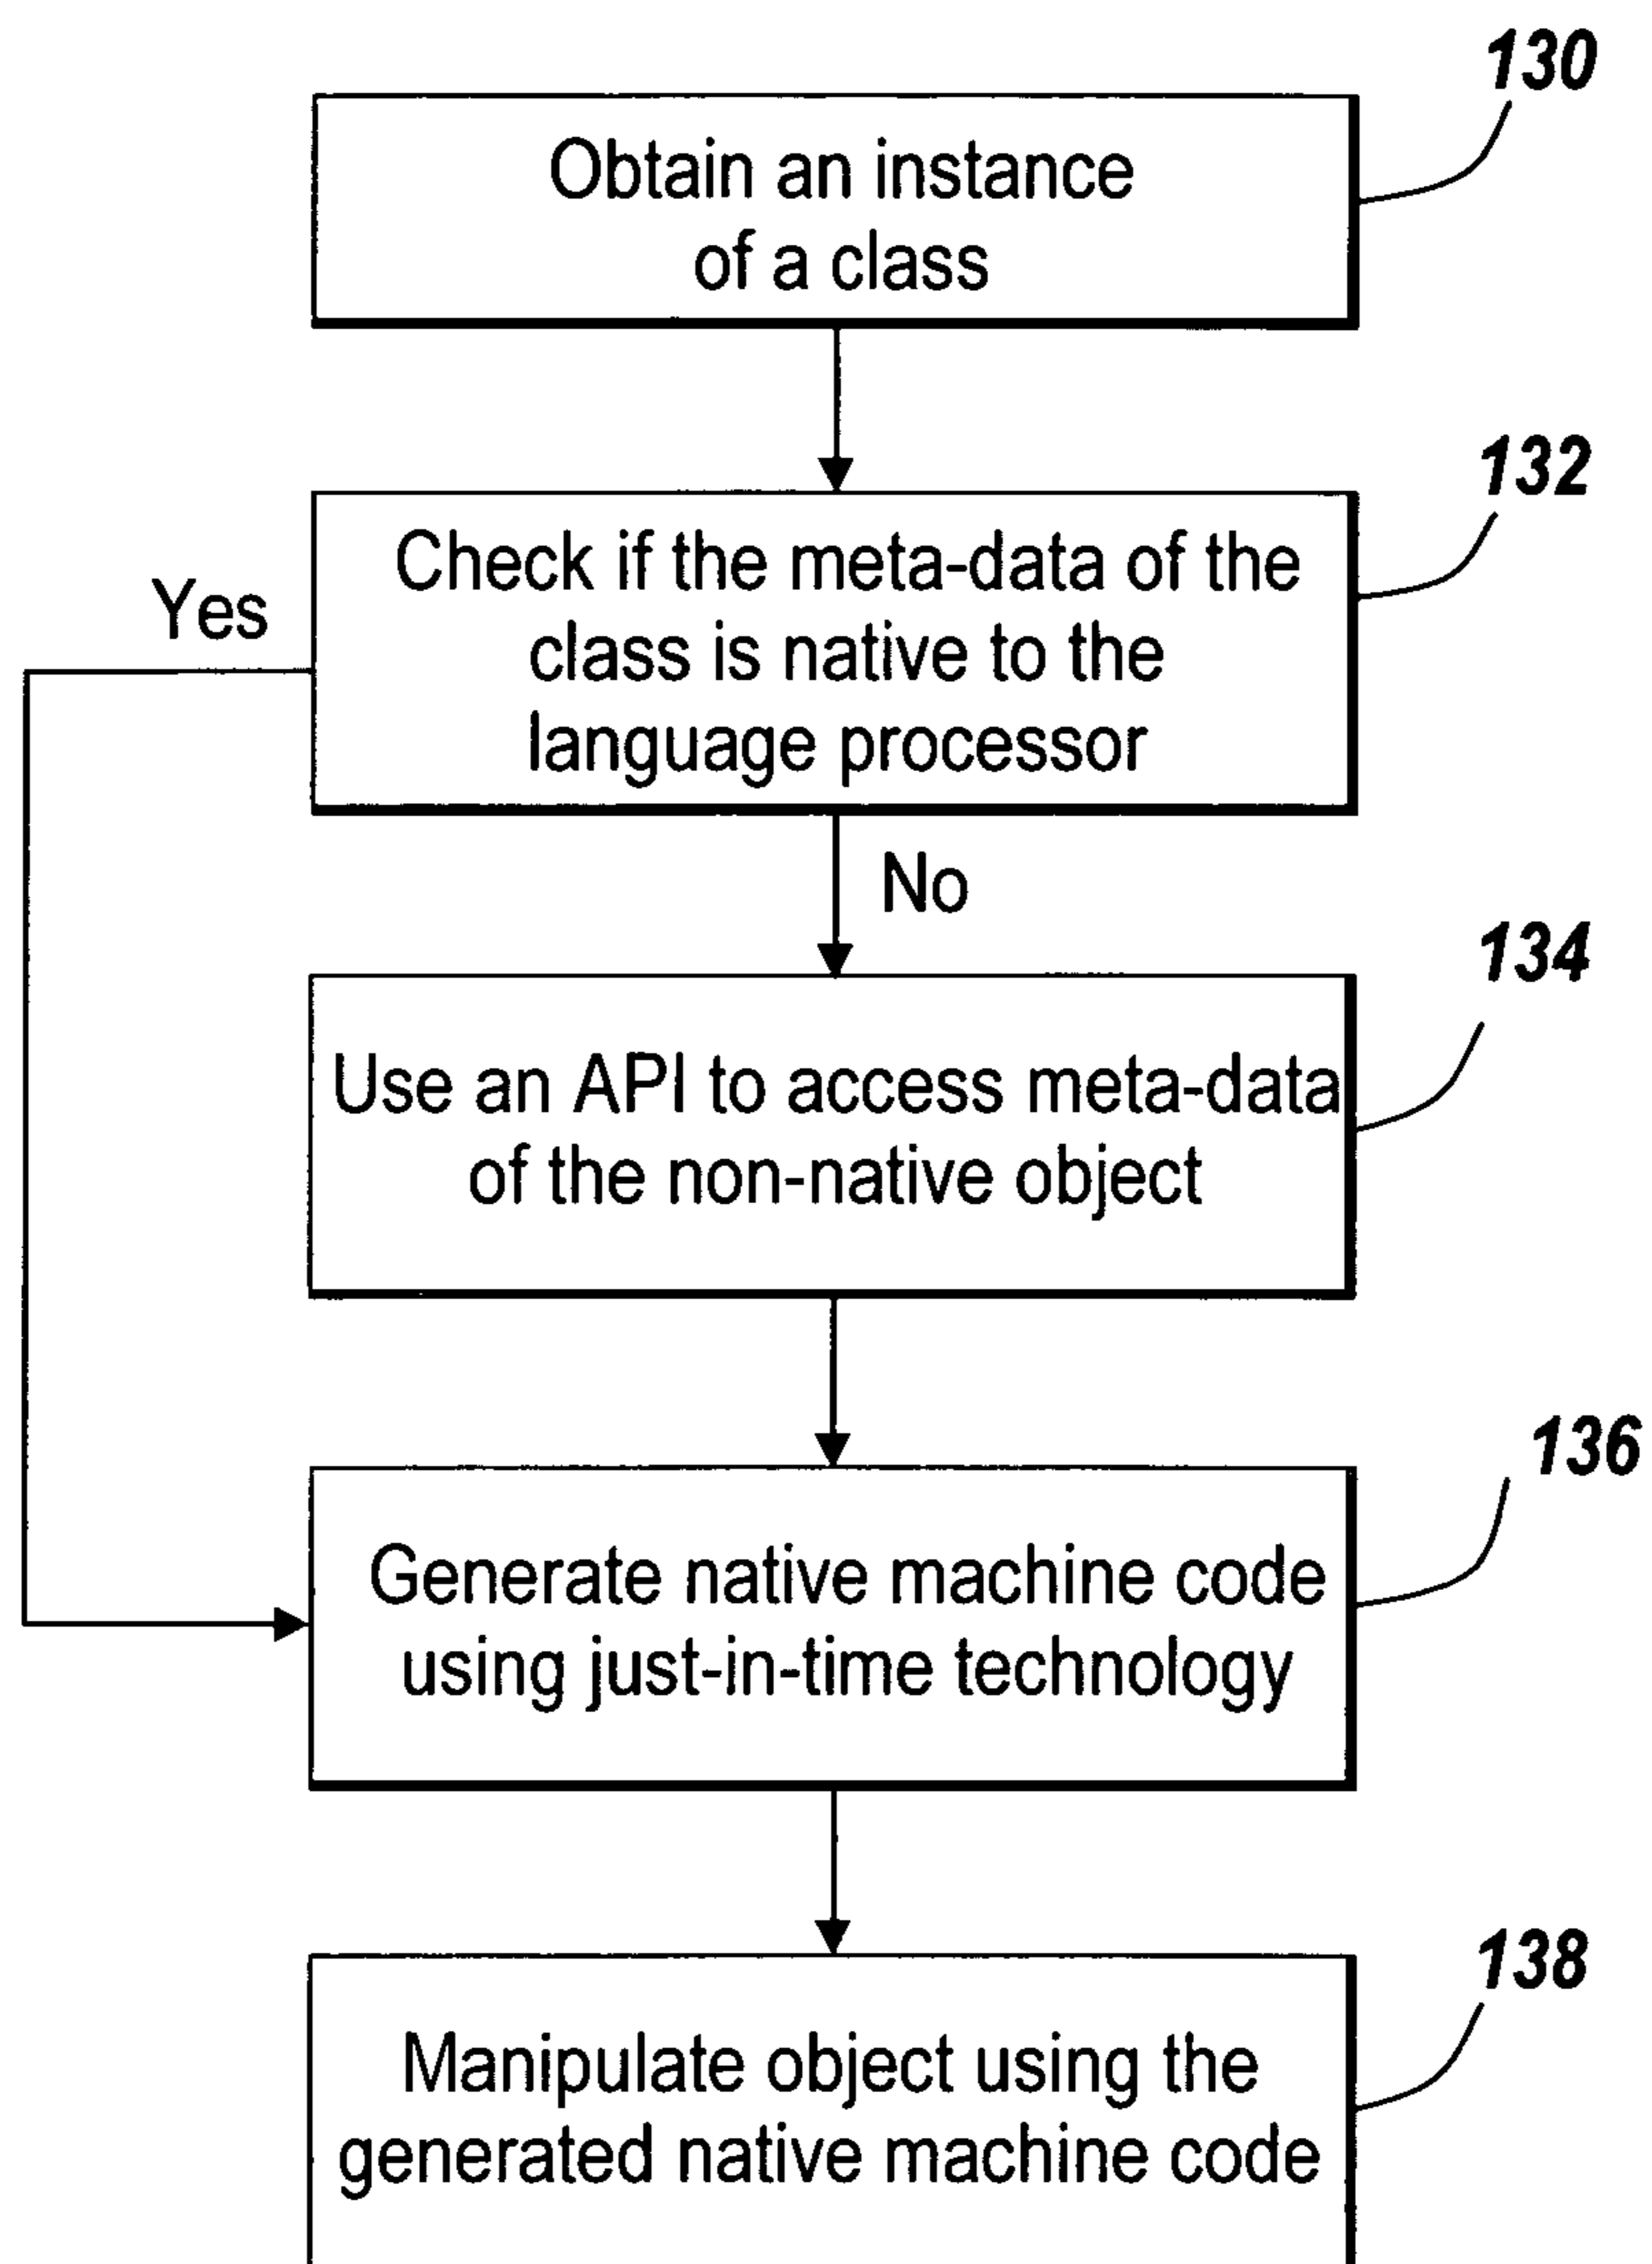 130
Obtain an instance
of a class
132
Check if the meta-data of the
class is native to the
language processor
Yes
No
134
Use an API to access meta-data
of the non-native object
136
Generate native machine code
using just-in-time technology
138
Manipulate object using the
generated native machine code